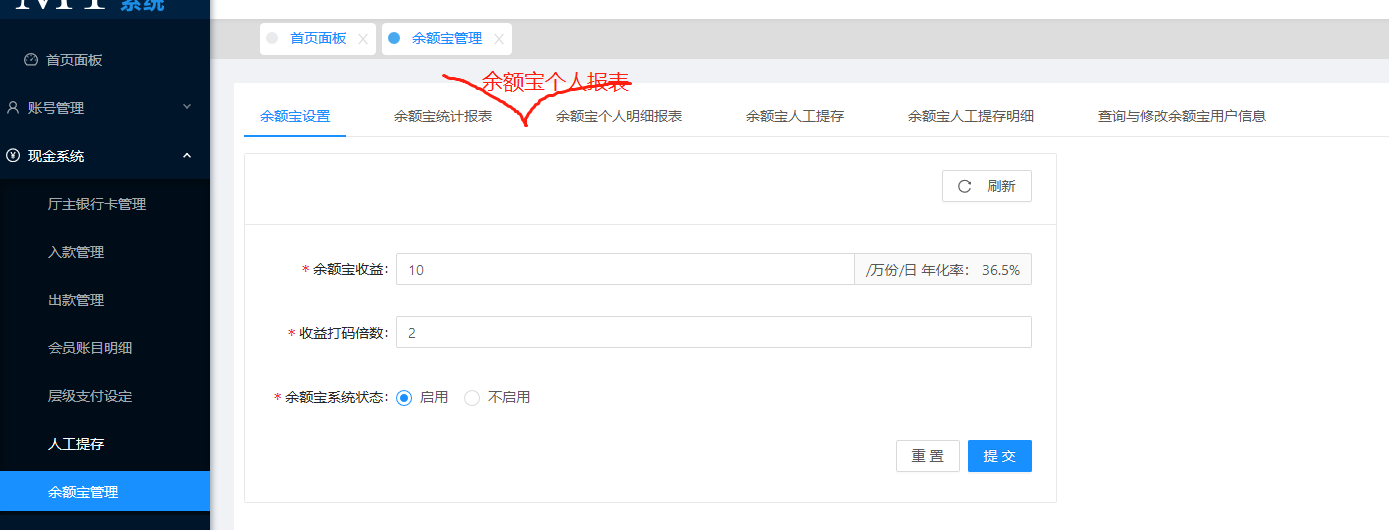 系统
首页面板
账号管理
现金系统
厅主银行卡管理
入款管理
出款管理
会员账目明细
层级支付设定
人工提存
余额宝管理
首页面板
余额宝管理
余额宝个人报表
余额宝设置
余额宝统计报表
余额宝个人明细报表
余额宝人工提存
余额宝人工提存明细
查询与修改余额宝用户信息
刷新
* 余额宝收益: 10 /万份/日 年化率: 36.5%
* 收益打码倍数: 2
* 余额宝系统状态: 启用 不启用
重 置 提 交